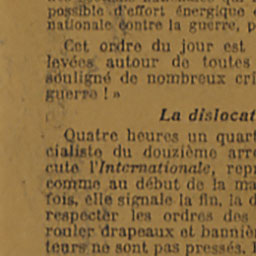 possible d'effort énergique
nationale contre la guerre, p
Cet ordre du jour est
levées autour de toutes
souligné de nombreux cri
guerre ! »
La dislocat
Quatre heures un quart
cialiste du douzième arre
cute l'Internationale, repr
comme au début de la ma
fois, elle signale la fin, la d
respecter les ordres des
rouler drapeaux et banniè
teurs ne sont pas pressés.